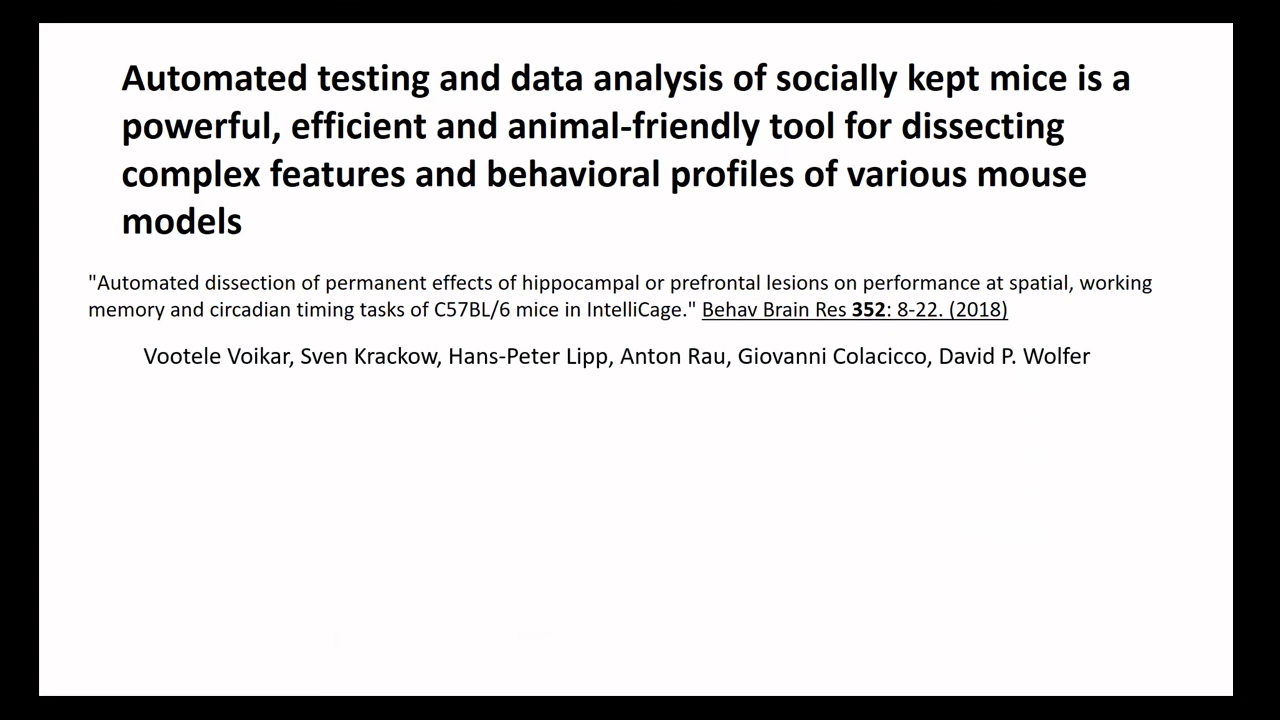 Automated testing and data analysis of socially kept mice is a
powerful, efficient and animal-friendly tool for dissecting
complex features and behavioral profiles of various mouse
models
"Automated dissection of permanent effects of hippocampal or prefrontal lesions on performance at spatial, working
memory and circadian timing tasks of C57BL/6 mice in IntelliCage." Behav Brain Res 352: 8-22. (2018)
Vootele Voikar, Sven Krackow, Hans-Peter Lipp, Anton Rau, Giovanni Colacicco, David P. Wolfer